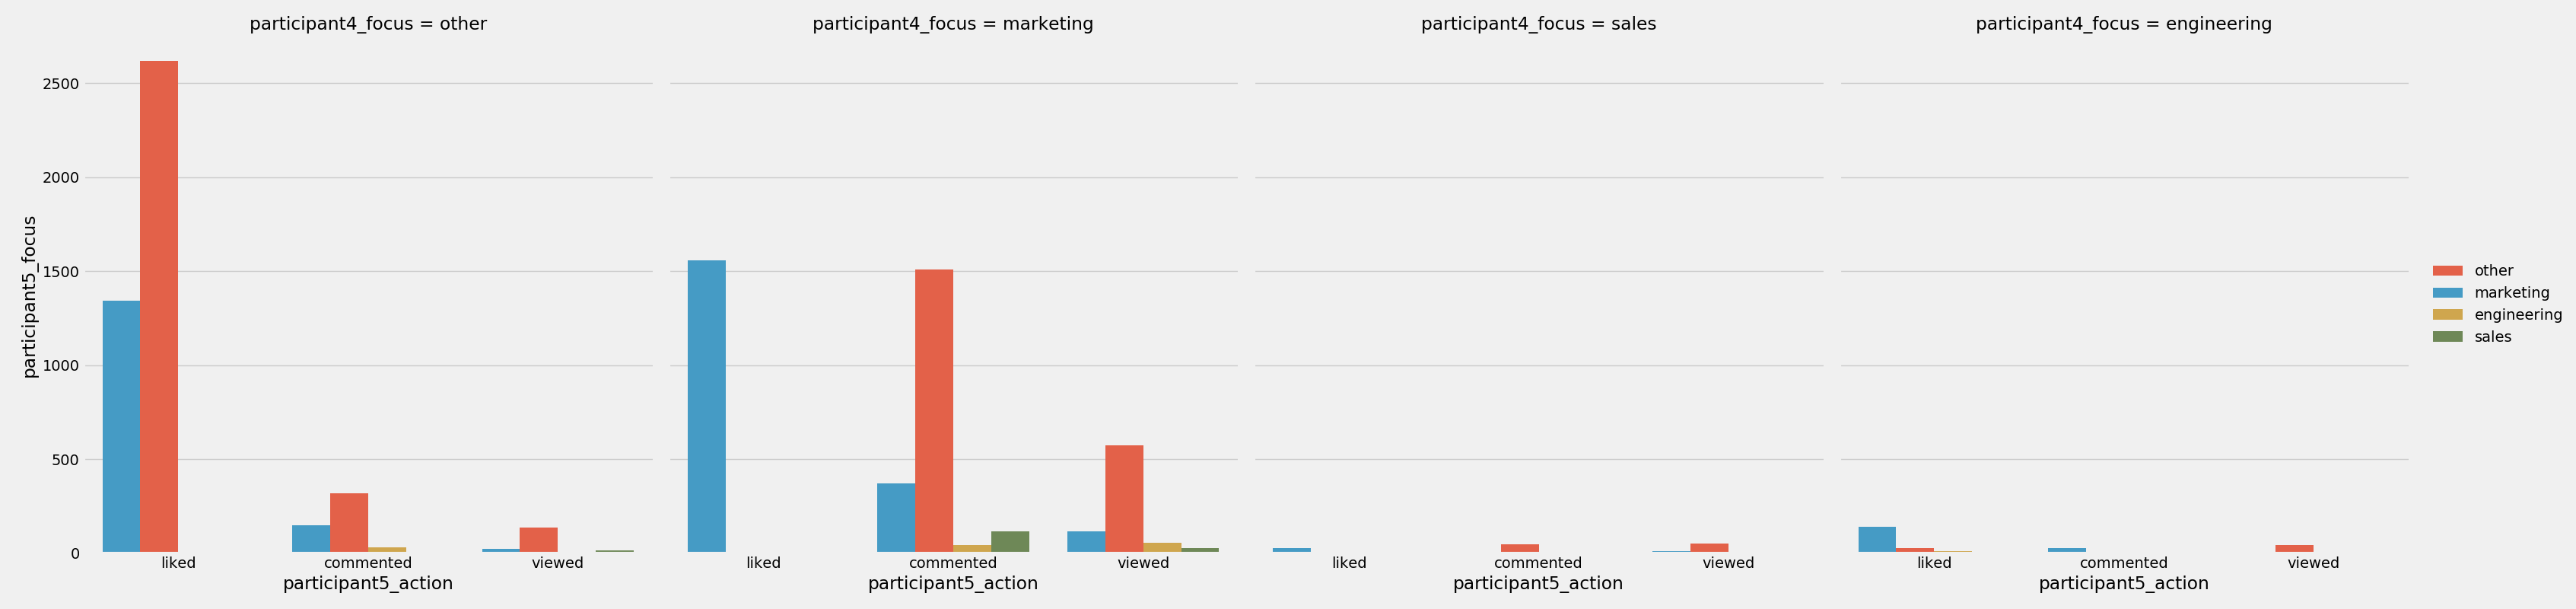 participant4_focus = other
participant4_focus = marketing
participant4_focus = sales
participant4_focus = engineering
participant5_focus
2500
2000
1500
1000
500
0
liked commented viewed
participant5_action
liked commented viewed
participant5_action
liked commented viewed
participant5_action
liked commented viewed
participant5_action
other
marketing
engineering
sales